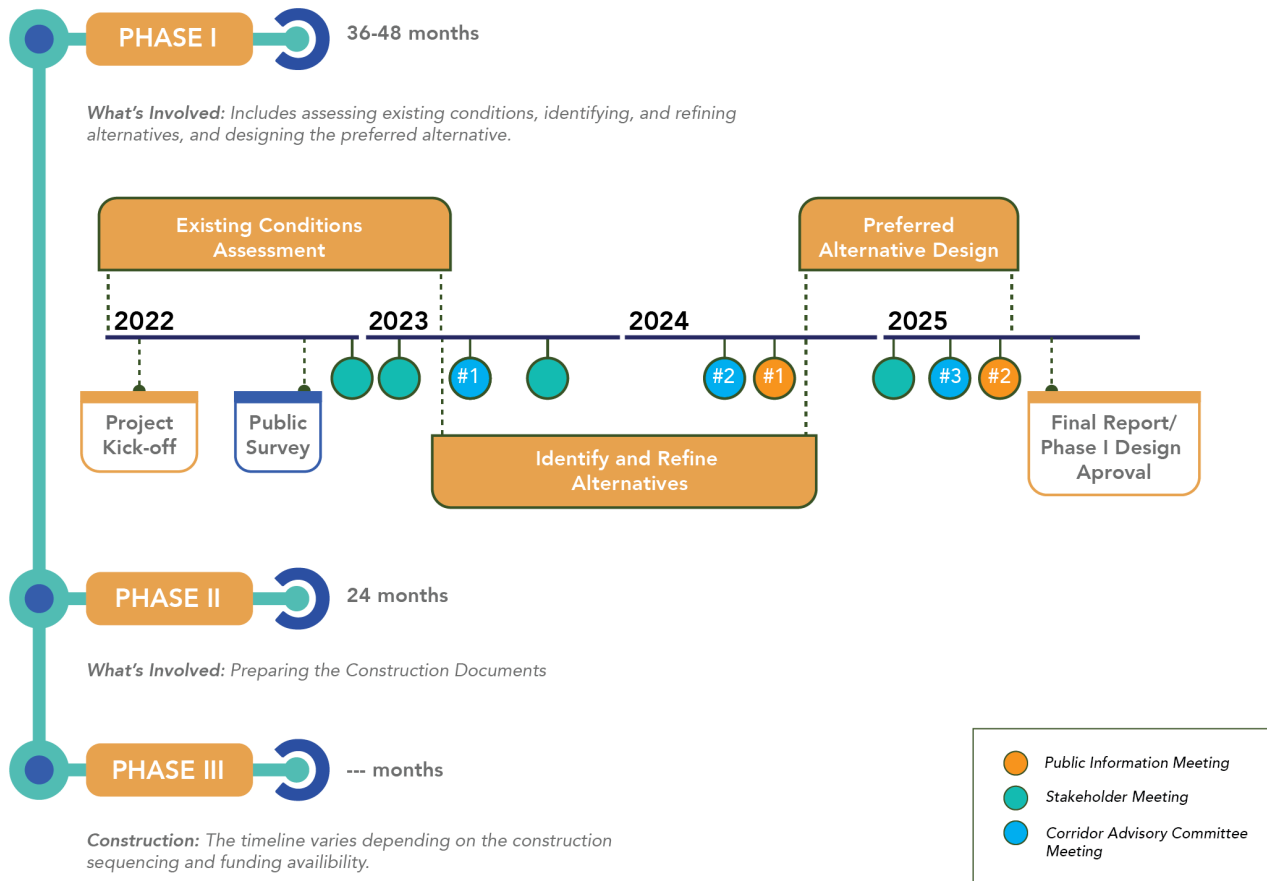 PHASE I
36-48 months
What's Involved: Includes assessing existing conditions, identifying, and refining
alternatives, and designing the preferred alternative.
Existing Conditions
Assessment
Preferred
Alternative Design
2022
2023
2024
2025
#1
#2
#1
#3
#2
Project
Kick-off
Public
Survey
Identify and Refine
Alternatives
Final Report/
Phase I Design
Aproval
PHASE II
24 months
What's Involved: Preparing the Construction Documents
PHASE III
--- months
Construction: The timeline varies depending on the construction
sequencing and funding availibility.
Public Information Meeting
Stakeholder Meeting
Corridor Advisory Committee
Meeting